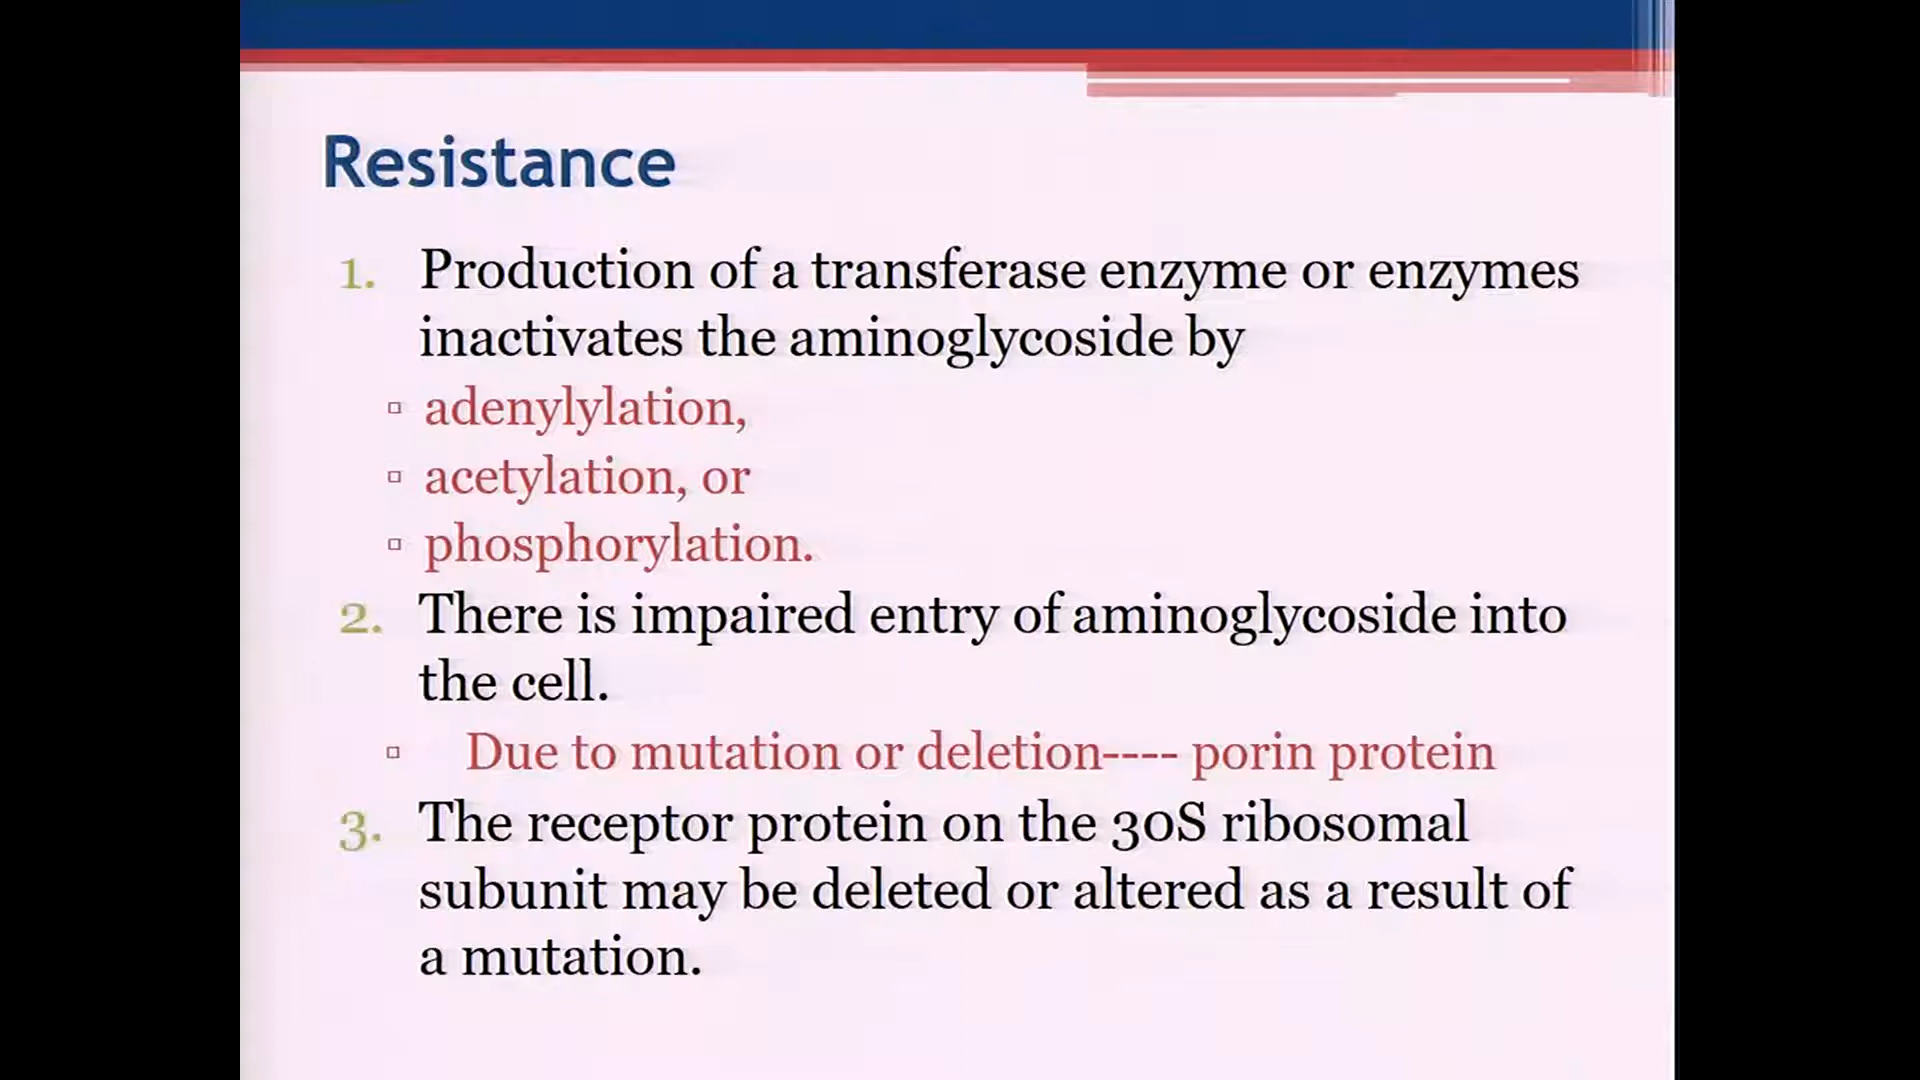 Resistance
1. Production of a transferase enzyme or enzymes
inactivates the aminoglycoside by
▫ adenylylation,
▫ acetylation, or
▫ phosphorylation.
2. There is impaired entry of aminoglycoside into
the cell.
▫ Due to mutation or deletion---- porin protein
3. The receptor protein on the 30S ribosomal
subunit may be deleted or altered as a result of
a mutation.